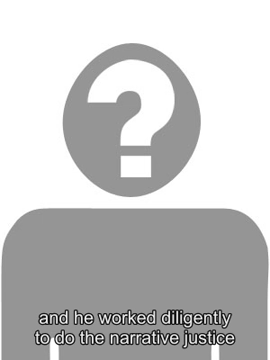 ?
and he worked diligently
to do the narrative justice